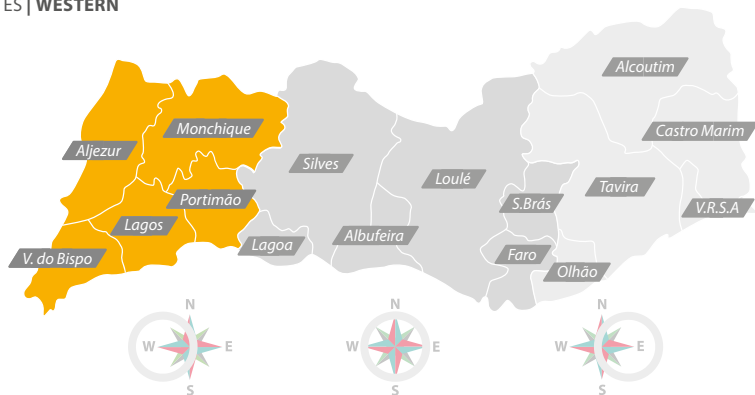 ES | WESTERN
Alcoutim
Monchique
Castro Marim
Aljezur
Silves
Loulé
Tavira
Portimão
S.Brás
V.R.S.A
Lagos
Albufeira
Lagoa
Faro
V. do Bispo
Olhão
N
N
N
W
E
W
E
W
E
S
S
S